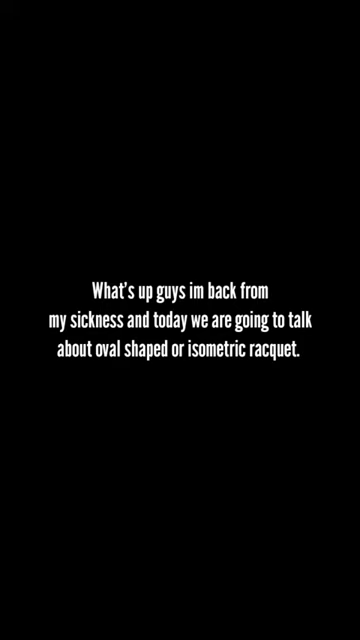 What's up guys im back from
my sickness and today we are going to talk
about oval shaped or isometric racquet.